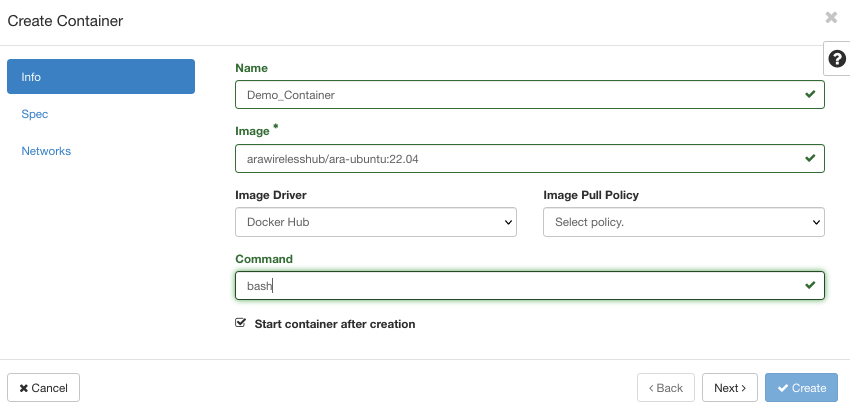 Create Container
Info
Spec
Networks
Name
Demo_Container
Image *
arawirelesshub/ara-ubuntu:22.04
Image Driver Image Pull Policy
Docker Hub Select policy.
Command
bash
Start container after creation
Cancel < Back Next > Create